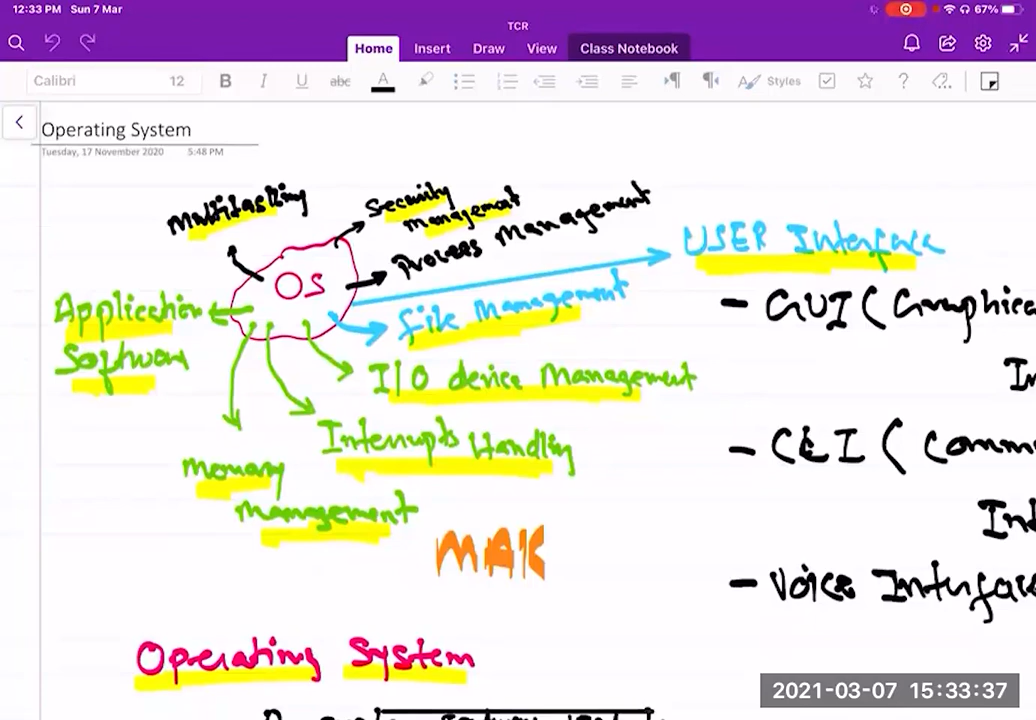 12:33 PM Sun 7 Mar
67%
TCR
Home Insert Draw View Class Notebook
Calibri 12 B I U abc A Styles
Operating System
Tuesday, 17 November 2020 5:48 PM
Multitasking
Security
Management
Process Management
USER Interface
OS
Application
Software
File Management
- GUI (Graphical
I/O device Management
Interrupts Handling
- CLI (Comm
Memory
Management
MAK
- Voice Interface
Operating System
2021-03-07 15:33:37